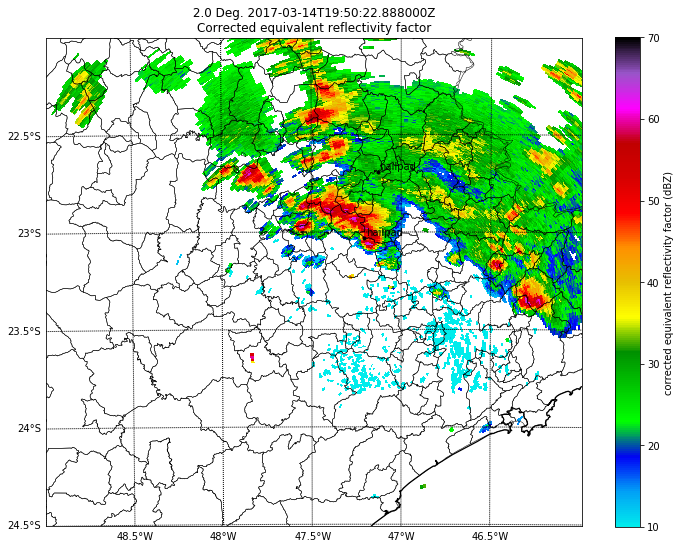 2.0 Deg. 2017-03-14T19:50:22.888000Z
Corrected equivalent reflectivity factor
70
60
50
40
30
20
10
corrected equivalent reflectivity factor (dBZ)
22.5°S
23°S
23.5°S
24°S
24.5°S
hailpad
hailpad
48.5°W
48°W
47.5°W
47°W
46.5°W